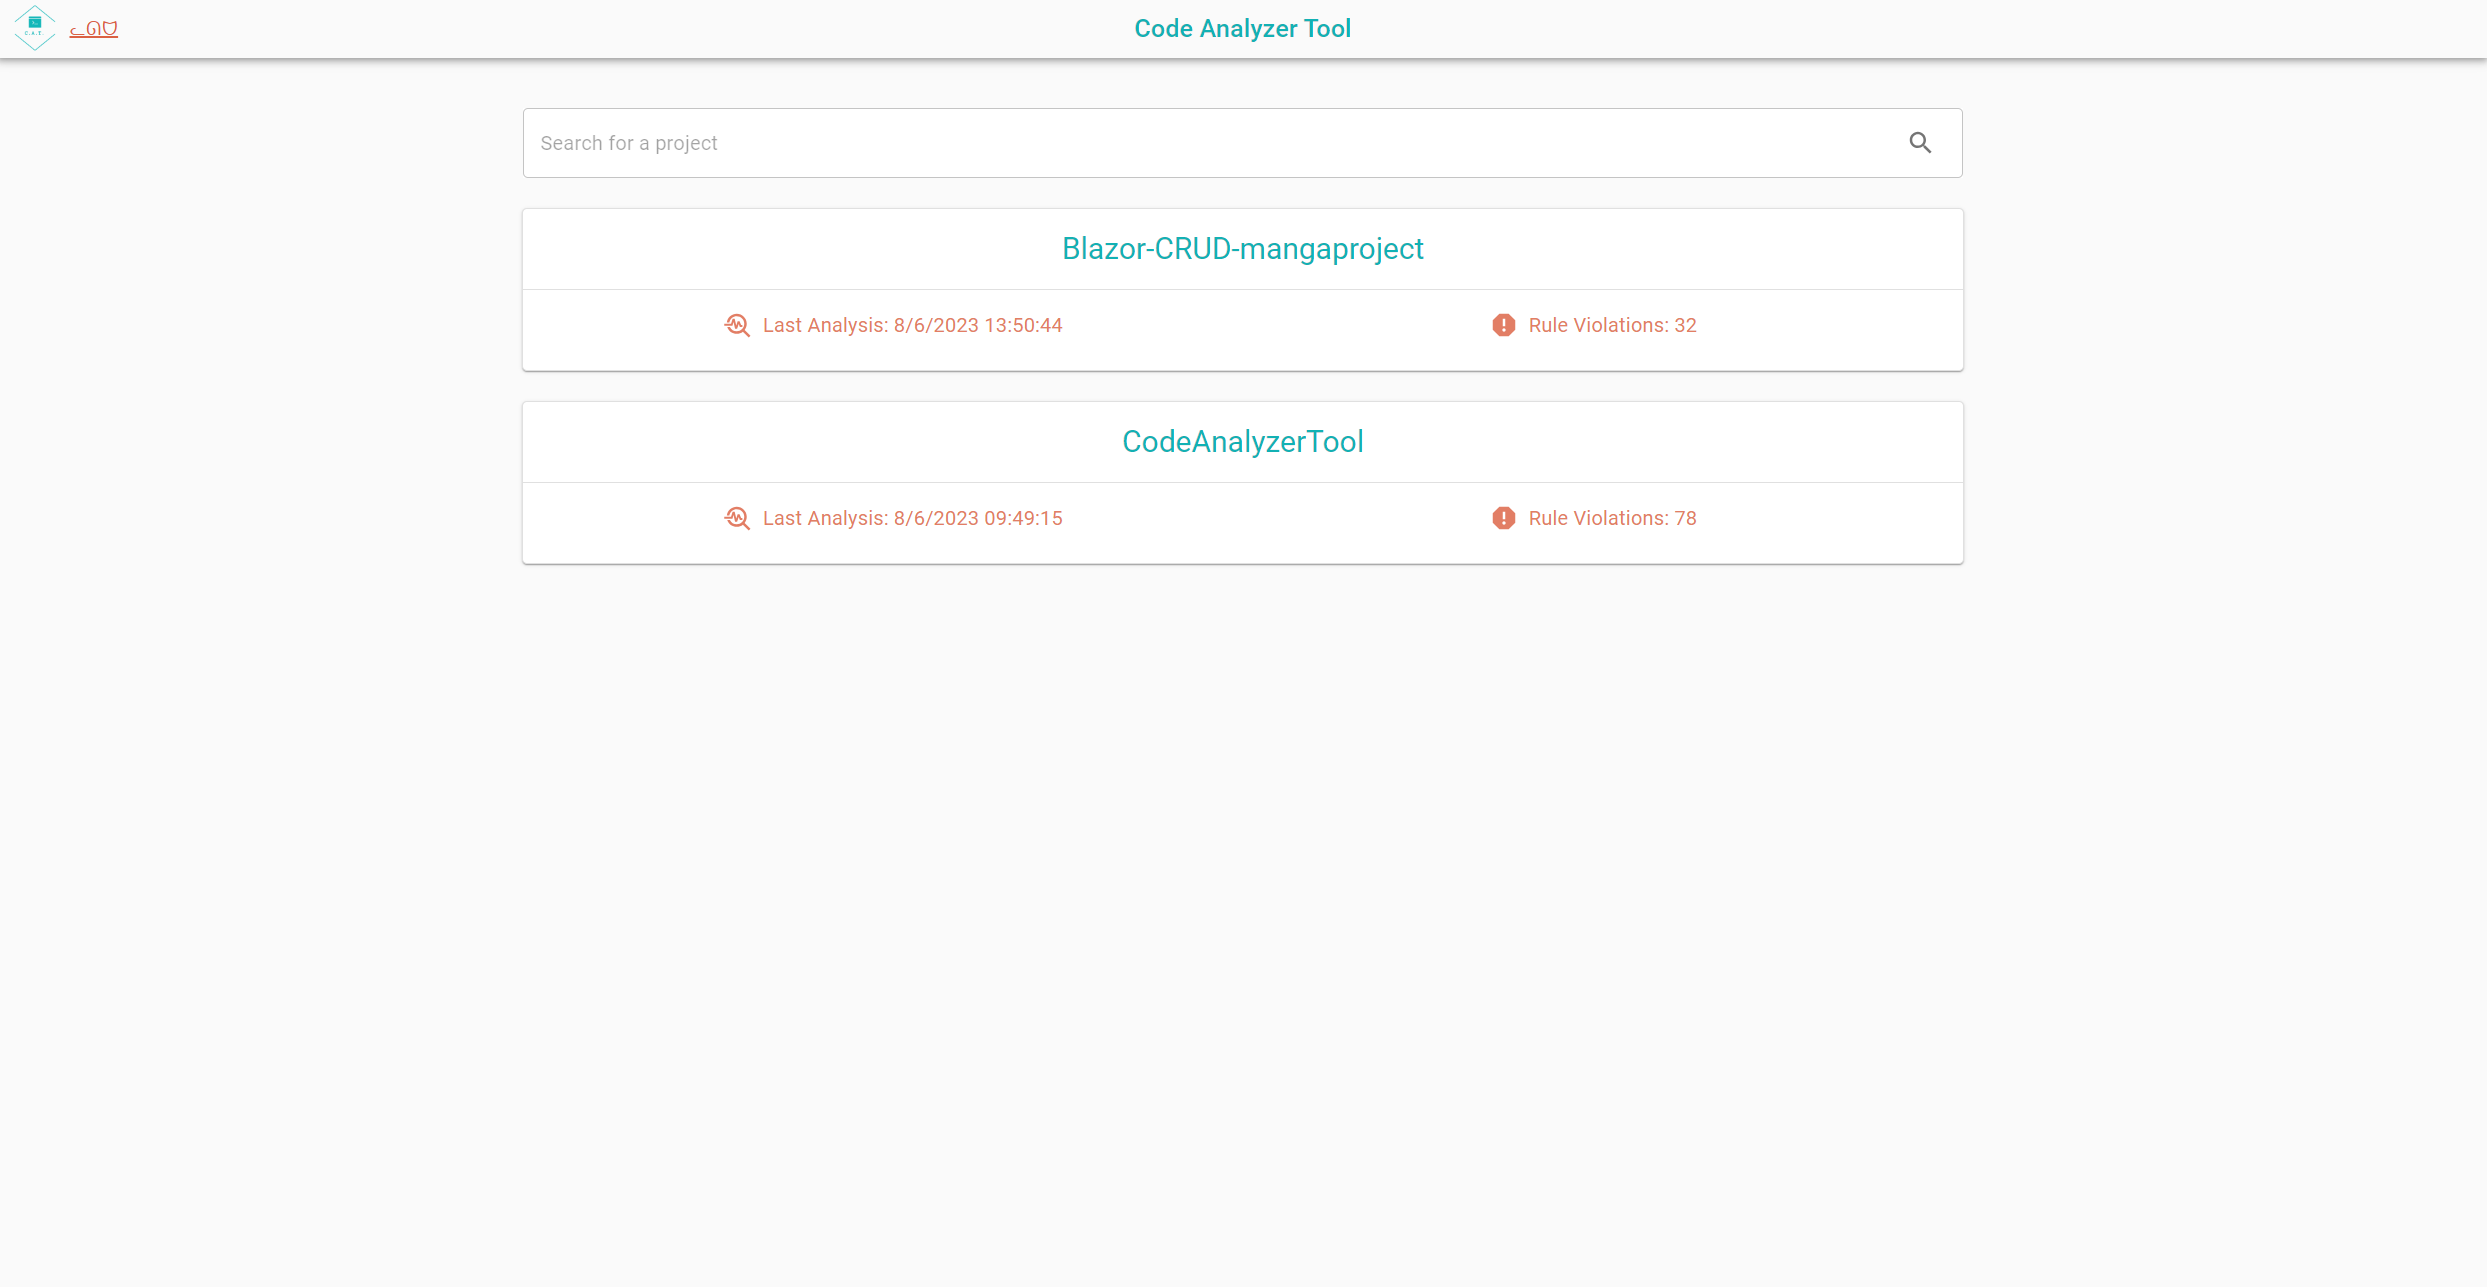 C.A.T.
ᓚᘏᗢ
Code Analyzer Tool
Search for a project
Blazor-CRUD-mangaproject
Last Analysis: 8/6/2023 13:50:44
Rule Violations: 32
CodeAnalyzerTool
Last Analysis: 8/6/2023 09:49:15
Rule Violations: 78